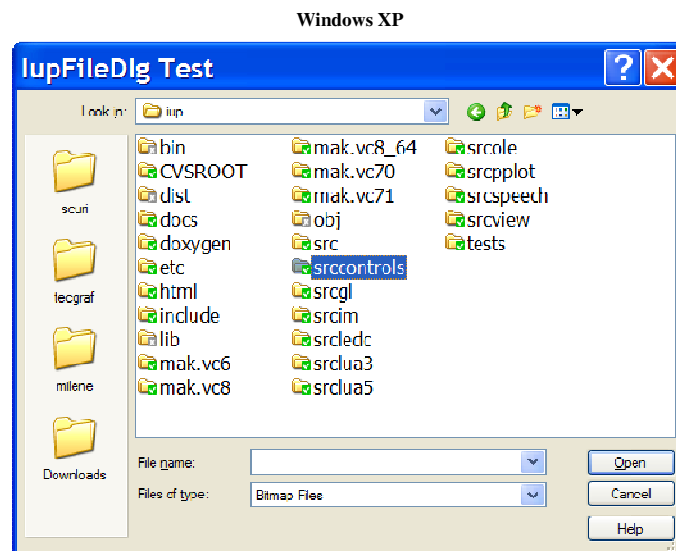 Windows XP
IupFileDlg Test
Look in: iup
scuri
tecgraf
milene
Downloads
bin
CVSROOT
dist
docs
doxygen
etc
html
include
lib
mak.vc6
mak.vc8
mak.vc8_64
mak.vc70
mak.vc71
obj
src
srccontrols
srcgl
srcim
srcledc
srclua3
srclua5
srcole
srcpplot
srcspeech
srcview
tests
File name:
Open
Files of type: Bitmap Files
Cancel
Help